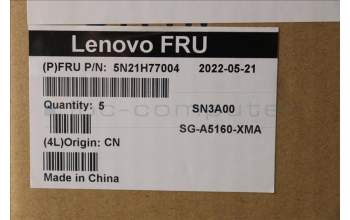 Lenovo FRU
(P)FRU P/N: 5N21H77004 2022-05-21
Quantity: 5 SN3A00
SG-A5160-XMA
(4L)Origin: CN
Made in China